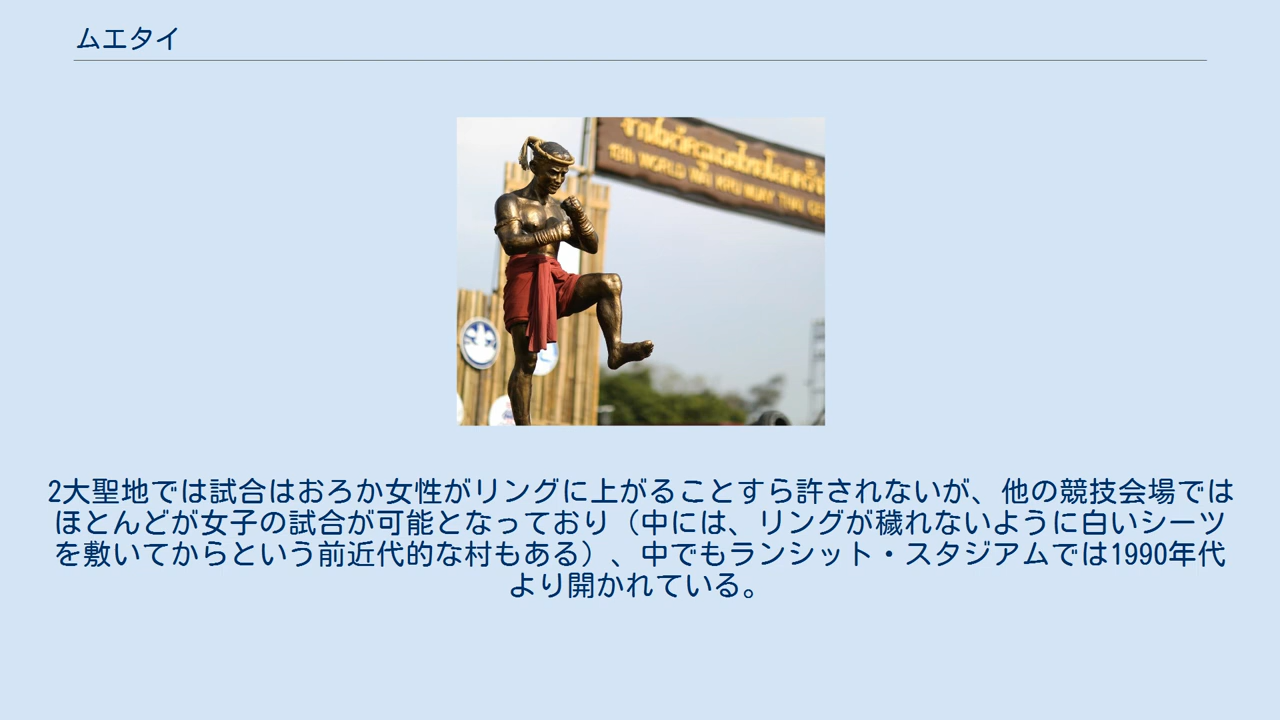 ムエタイ
13th WORLD WAI KRU MUAY THAI
2大聖地では試合はおろか女性がリングに上がることすら許されないが、他の競技会場では
ほとんどが女子の試合が可能となっており（中には、リングが穢れないように白いシーツ
を敷いてからという前近代的な村もある）、中でもランシット・スタジアムでは1990年代
より開かれている。